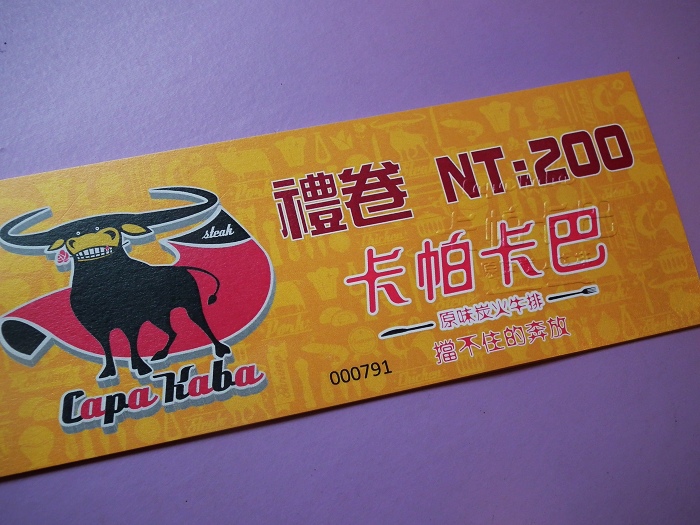 禮卷 NT:200
steak
卡帕卡巴
原味炭火牛排
擋不住的奔放
Capa Kaba
000791